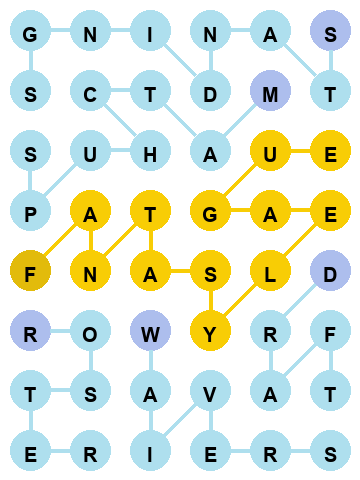 G N I N A S
S C T D M T
S U H A U E
P A T G A E
F N A S L D
R O W Y R F
T S A V A T
E R I E R S